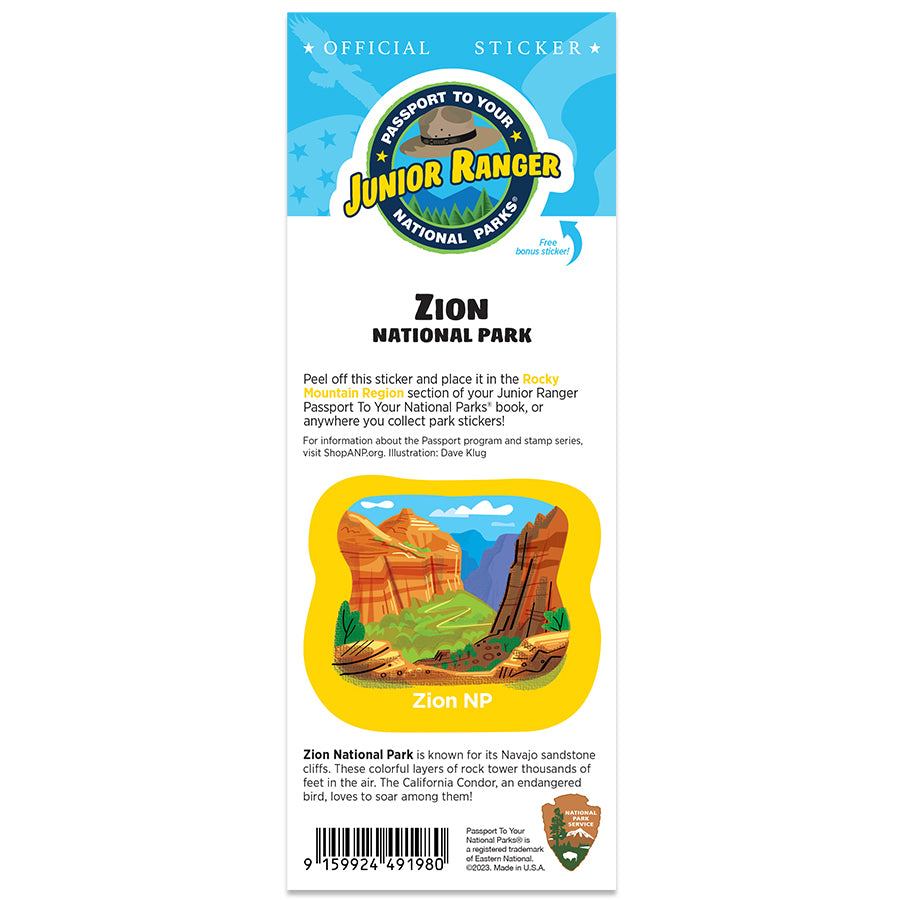 ★ OFFICIAL STICKER ★
PASSPORT TO YOUR
JUNIOR RANGER
NATIONAL PARKS®
Free
bonus sticker!
ZION
NATIONAL PARK
Peel off this sticker and place it in the Rocky
Mountain Region section of your Junior Ranger
Passport To Your National Parks® book, or
anywhere you collect park stickers!
For information about the Passport program and stamp series,
visit ShopANP.org. Illustration: Dave Klug
Zion NP
Zion National Park is known for its Navajo sandstone
cliffs. These colorful layers of rock tower thousands of
feet in the air. The California Condor, an endangered
bird, loves to soar among them!
9 159924 491980
Passport To Your
National Parks® is
a registered trademark
of Eastern National.
©2023. Made in U.S.A.
NATIONAL
PARK
SERVICE